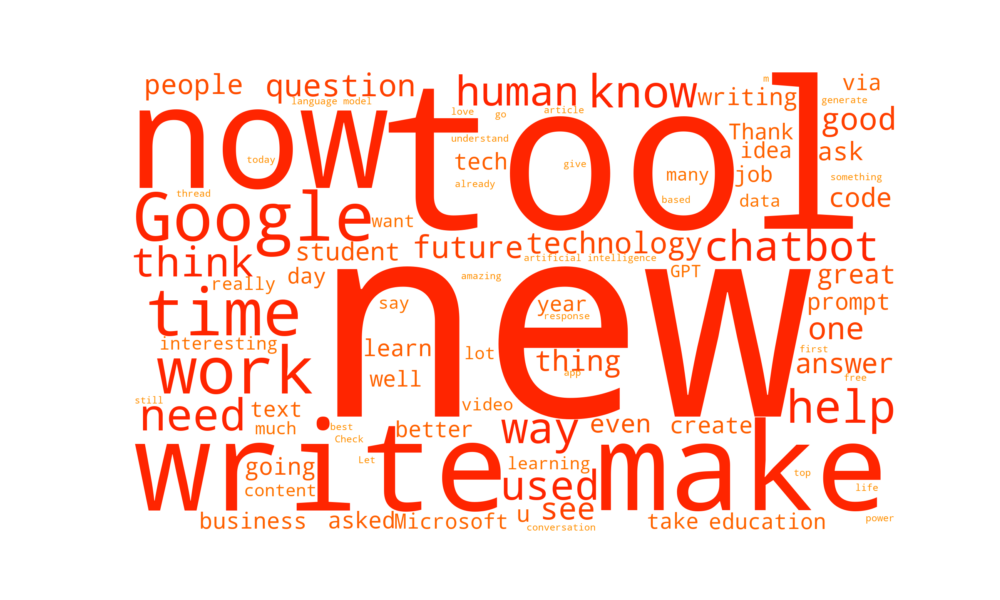 people
question
language model
human
know
m
via
writing
generate
now
tool
love
go
article
good
understand
Thank
idea
ask
tech
today
give
many
job
something
already
thread
based
data
code
Google
want
student
future
technology
chatbot
artificial intelligence
think
day
really
amazing
GPT
great
new
time
say
year
response
prompt
one
interesting
learn
lot
thing
first
answer
work
well
app
free
still
need
text
much
video
help
best
Check
better
way
even
create
write
make
Let
going
learning
content
used
top
life
business
asked
Microsoft
u
see
conversation
take
education
power